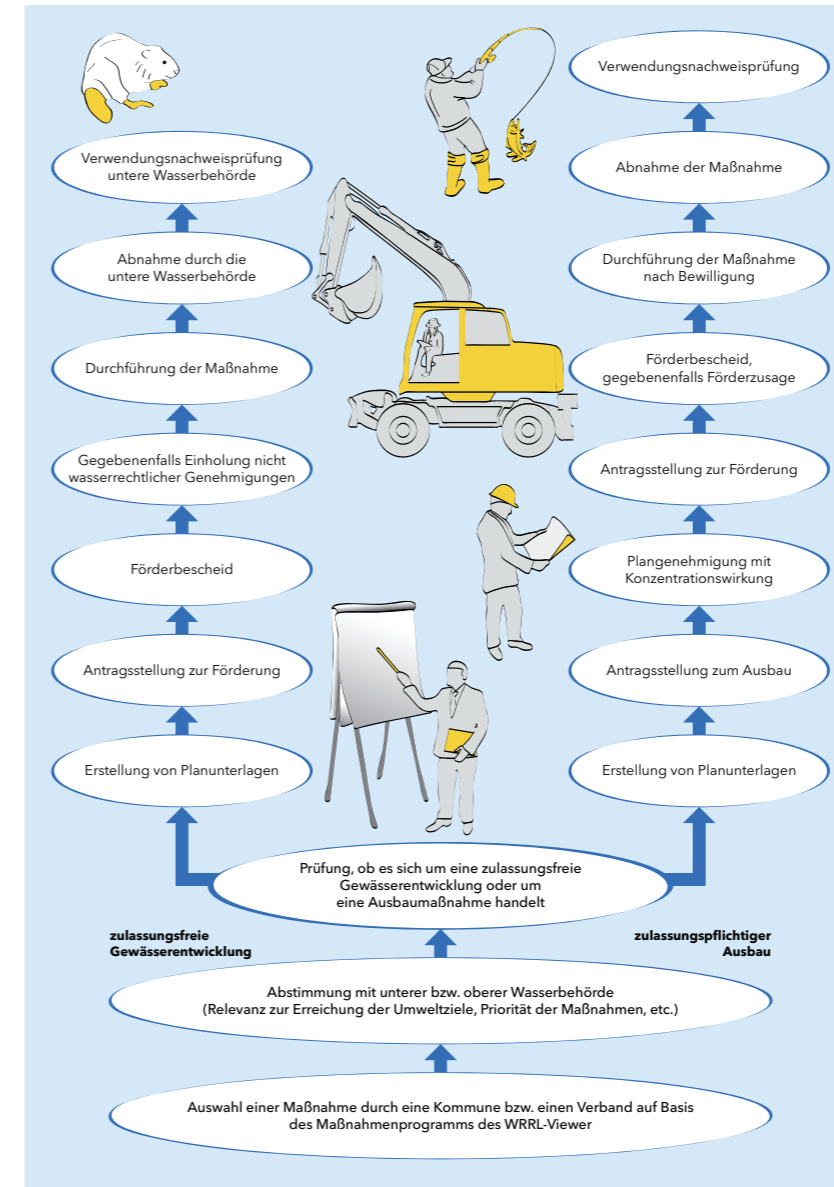 Verwendungsnachweisprüfung
untere Wasserbehörde
Abnahme durch die
untere Wasserbehörde
Durchführung der Maßnahme
Gegebenenfalls Einholung nicht
wasserrechtlicher Genehmigungen
Förderbescheid
Antragsstellung zur Förderung
Erstellung von Planunterlagen
Verwendungsnachweisprüfung
Abnahme der Maßnahme
Durchführung der Maßnahme
nach Bewilligung
Förderbescheid,
gegebenenfalls Förderzusage
Antragsstellung zur Förderung
Plangenehmigung mit
Konzentrationswirkung
Antragsstellung zum Ausbau
Erstellung von Planunterlagen
Prüfung, ob es sich um eine zulassungsfreie
Gewässerentwicklung oder um
eine Ausbaumaßnahme handelt
zulassungsfreie
Gewässerentwicklung
zulassungspflichtiger
Ausbau
Abstimmung mit unterer bzw. oberer Wasserbehörde
(Relevanz zur Erreichung der Umweltziele, Priorität der Maßnahmen, etc.)
Auswahl einer Maßnahme durch eine Kommune bzw. einen Verband auf Basis
des Maßnahmenprogramms des WRRL-Viewer